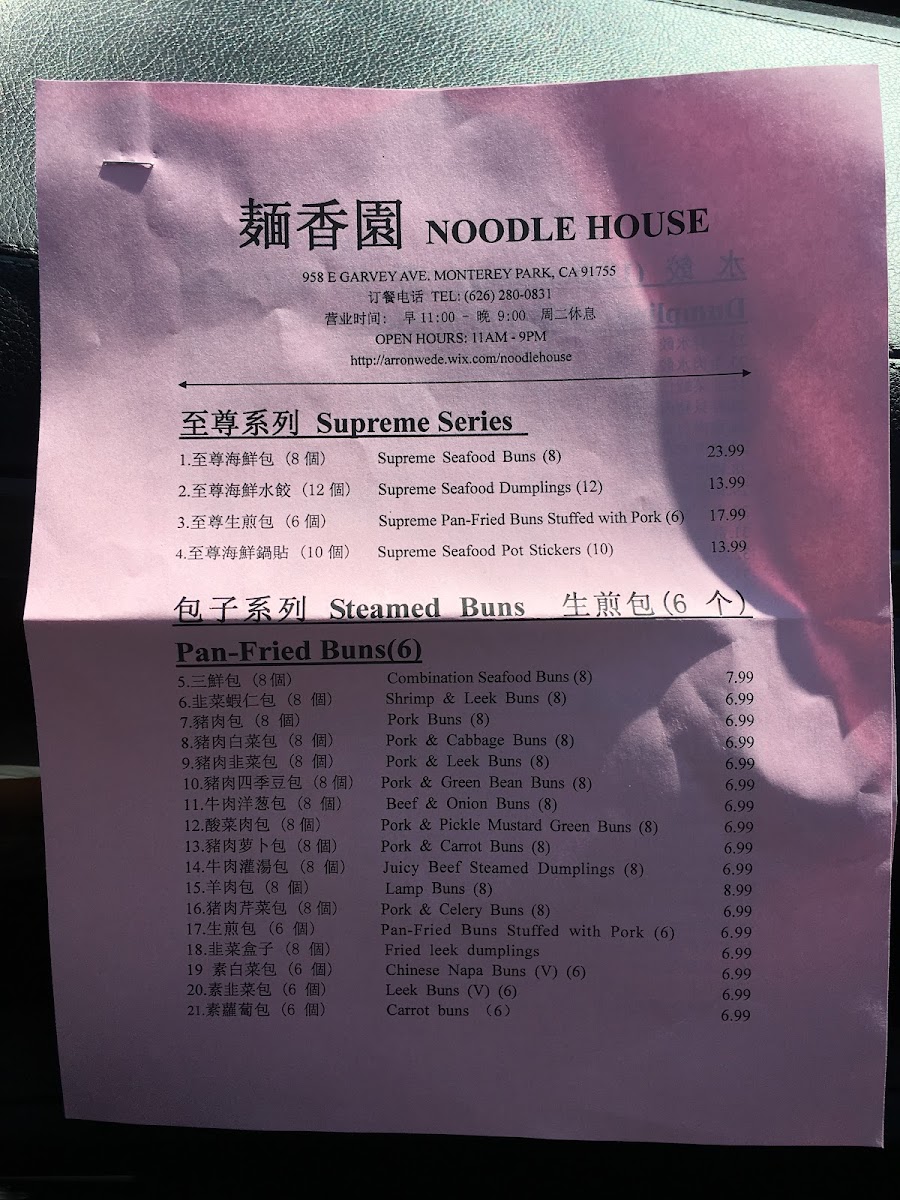 麺香園 NOODLE HOUSE
958 E GARVEY AVE. MONTEREY PARK, CA 91755
订餐电话 TEL: (626) 280-0831
营业时间: 早11:00 - 晚 9:00 周二休息
OPEN HOURS: 11AM - 9PM
http://arronwede.wix.com/noodlehouse
至尊系列 Supreme Series
1.至尊海鮮包 (8 個) Supreme Seafood Buns (8) 23.99
2.至尊海鮮水餃 (12 個) Supreme Seafood Dumplings (12) 13.99
3.至尊生煎包 (6 個) Supreme Pan-Fried Buns Stuffed with Pork (6) 17.99
4.至尊海鮮鍋貼 (10 個) Supreme Seafood Pot Stickers (10) 13.99
包子系列 Steamed Buns 生煎包(6 个)
Pan-Fried Buns(6)
5.三鮮包 (8個) Combination Seafood Buns (8) 7.99
6.韭菜蝦仁包 (8 個) Shrimp & Leek Buns (8) 6.99
7.豬肉包 (8 個) Pork Buns (8) 6.99
8.豬肉白菜包 (8 個) Pork & Cabbage Buns (8) 6.99
9.豬肉韭菜包 (8 個) Pork & Leek Buns (8) 6.99
10.豬肉四季豆包 (8個) Pork & Green Bean Buns (8) 6.99
11.牛肉洋葱包 (8 個) Beef & Onion Buns (8) 6.99
12.酸菜肉包 (8個) Pork & Pickle Mustard Green Buns (8) 6.99
13.豬肉萝卜包 (8個) Pork & Carrot Buns (8) 6.99
14.牛肉灌湯包 (8 個) Juicy Beef Steamed Dumplings (8) 6.99
15.羊肉包 (8 個) Lamp Buns (8) 8.99
16.猪肉芹菜包 (8個) Pork & Celery Buns (8) 6.99
17.生煎包 (6 個) Pan-Fried Buns Stuffed with Pork (6) 6.99
18.韭菜盒子 (8 個) Fried leek dumplings 6.99
19 素白菜包 (6 個) Chinese Napa Buns (V) (6) 6.99
20.素韭菜包 (6 個) Leek Buns (V) (6) 6.99
21.素蘿蔔包 (6 個) Carrot buns (6) 6.99